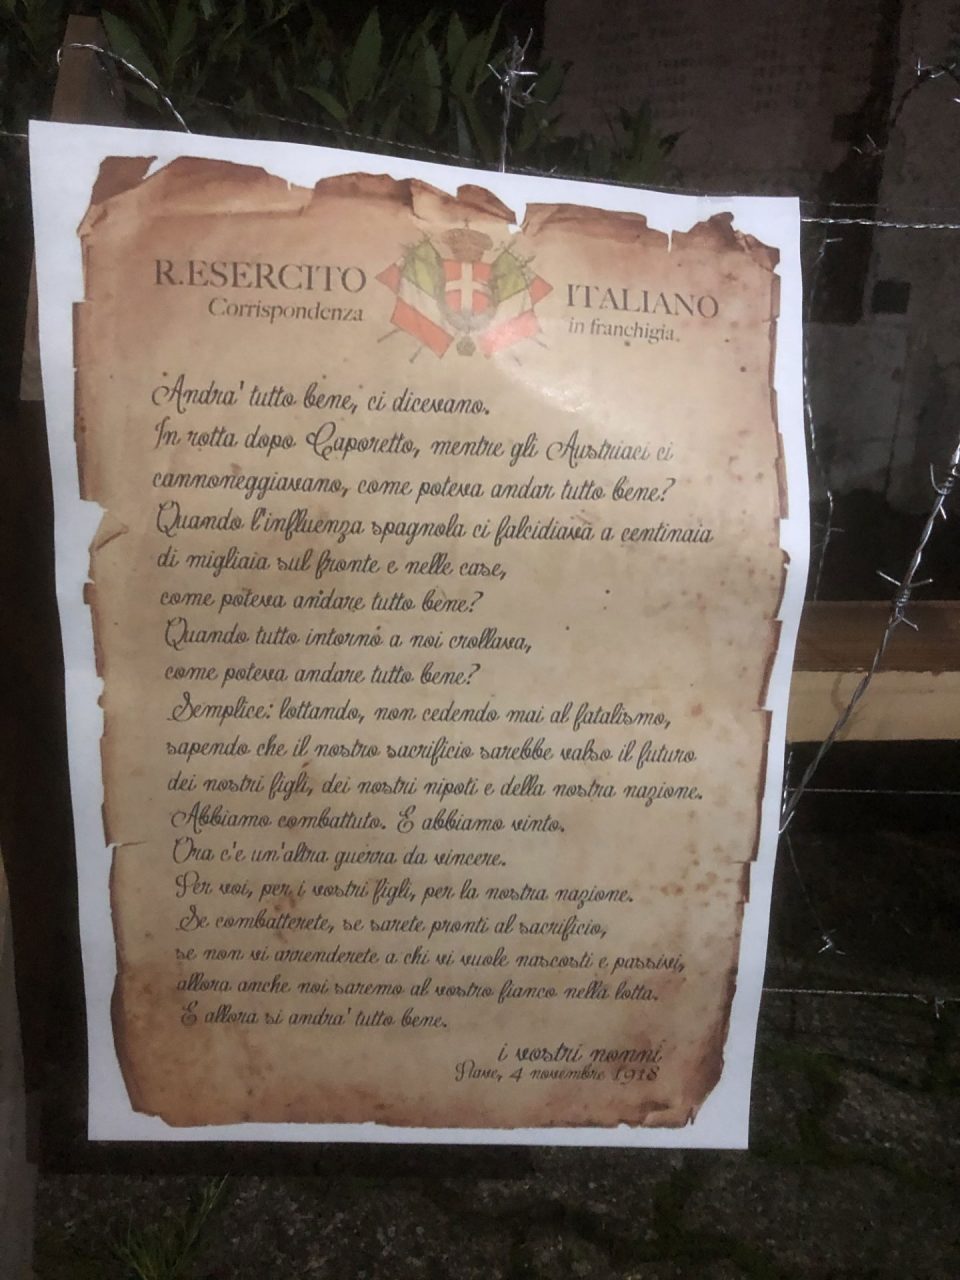 R.ESERCITO ITALIANO
Corrispondenza in franchigia
Andra' tutto bene, ci dicevano.
In rotta dopo Caporetto, mentre gli Austriaci ci
cannoneggiavano, come poteva andar tutto bene?
Quando l'influenza spagnola ci falcidiava a centinaia
di migliaia sul fronte e nelle case,
come poteva andare tutto bene?
Quando tutto intorno a noi crollava,
come poteva andare tutto bene?
Semplice: lottando, non cedendo mai al fatalismo,
sapendo che il nostro sacrificio sarebbe valso il futuro
dei nostri figli, dei nostri nipoti e della nostra nazione.
Abbiamo combattuto. E abbiamo vinto.
Ora c'e un'altra guerra da vincere.
Per voi, per i vostri figli, per la nostra nazione.
Se combatterete, se sarete pronti al sacrificio,
se non vi arrenderete a chi vi vuole nascosti e passivi,
allora anche noi saremo al vostro fianco nella lotta.
E allora si andra' tutto bene.
i vostri nonni
Piave, 4 novembre 1918